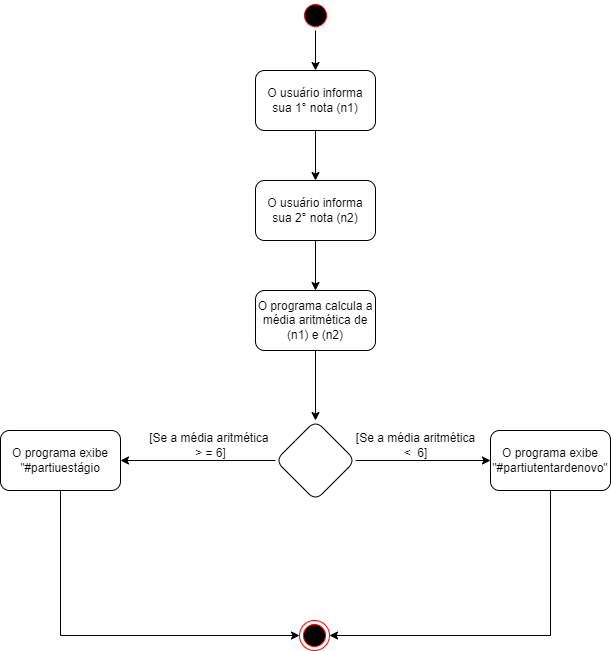 O usuário informa
sua 1° nota (n1)
O usuário informa
sua 2° nota (n2)
O programa calcula a
média aritmética de
(n1) e (n2)
[Se a média aritmética
> = 6]
[Se a média aritmética
< 6]
O programa exibe
"#partiuestágio
O programa exibe
"#partiutentardenovo"